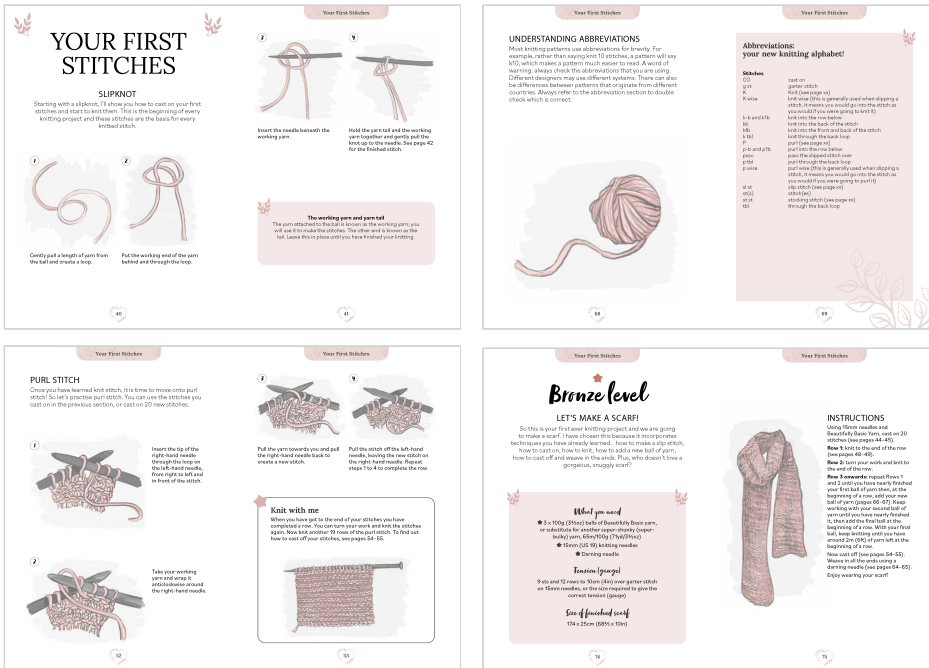 YOUR FIRST
STITCHES
SLIPKNOT
Starting with a slipknot, I'll show you how to cast on your first
stitches and start to knit them. This is the beginning of every
knitting project and these stitches are the basis for every
knitted stitch.
1
2
Gently pull a length of yarn from
the ball and create a loop.
Put the working end of the yarn
behind and through the loop.
40
Your First Stitches
3
4
Insert the needle beneath the
working yarn.
Hold the yarn tail and the working
yarn together and gently pull the
knot up to the needle. See page 42
for the finished stitch.
The working yarn and yarn tail
The yarn attached to the ball is known as the working yarn; you
will use it to make the stitches. The other end is known as the
tail. Leave this in place until you have finished your knitting.
41
Your First Stitches
UNDERSTANDING ABBREVIATIONS
Most knitting patterns use abbreviations for brevity. For
example, rather than saying knit 10 stitches, a pattern will say
k10, which makes a pattern much easier to read. A word of
warning: always check the abbreviations that you are using.
Different designers may use different systems. There can also
be differences between patterns that originate from different
countries. Always refer to the abbreviation section to double
check which is correct.
68
Your First Stitches
Abbreviations:
your new knitting alphabet!
Stitches
CO cast on
g st garter stitch
K Knit (see page xx)
K wise knit wise (this is generally used when slipping a
stitch, it means you would go into the stitch as
you would if you were going to knit it)
b-b and k1b knit into the row below
kb knit into the back of the stitch
kfb knit into the front and back of the stitch
k tbl knit through the back loop
P purl (see page xx)
p-b and p1b purl into the row below
psso pass the slipped stitch over
p tbl purl through the back loop
p wise purl wise (this is generally used when slipping a
stitch, it means you would go into the stitch as
you would if you were going to purl it)
sl st slip stitch (see page xx)
st(s) stitch(es)
st st stocking stitch (see page xx)
tbl through the back loop
69
Your First Stitches
PURL STITCH
Once you have learned knit stitch, it is time to move onto purl
stitch! So let's practise purl stitch. You can use the stitches you
cast on in the previous section, or cast on 20 new stitches.
1
Insert the tip of the
right-hand needle
through the loop on
the left-hand needle,
from right to left and
in front of the stitch.
2
Take your working
yarn and wrap it
anticlockwise around
the right-hand needle.
52
Your First Stitches
3
4
Pull the yarn towards you and pull
the right-hand needle back to
create a new stitch.
Pull the stitch off the left-hand
needle, leaving the new stitch on
the right-hand needle. Repeat
steps 1 to 4 to complete the row.
Knit with me
When you have got to the end of your stitches you have
completed a row. You can turn your work and knit the stitches
again. Now knit another 19 rows of the purl stitch. To find out
how to cast off your stitches, see pages 54–55.
53
Your First Stitches
Bronze level
LET'S MAKE A SCARF!
So this is your first ever knitting project and we are going
to make a scarf. I have chosen this because it incorporates
techniques you have already learned... how to make a slip stitch,
how to cast on, how to knit, how to add a new ball of yarn,
how to cast off and weave in the ends. Plus, who doesn't love a
gorgeous, snuggly scarf?
What you need
3 x 100g (3½oz) balls of Beautifully Basic yarn,
or substitute for another super-chunky (super-
bulky) yarn, 65m/100g (71yd/3½oz)
15mm (US 19) knitting needles
Darning needle
Tension (gauge)
9 sts and 12 rows to 10cm (4in) over garter stitch
on 15mm needles, or the size required to give the
correct tension (gauge)
Size of finished scarf
174 x 25cm (68½ x 10in)
74
Your First Stitches
INSTRUCTIONS
Using 15mm needles and
Beautifully Basic Yarn, cast on 20
stitches (see pages 44–45).
Row 1: knit to the end of the row
(see pages 48–49).
Row 2: turn your work and knit to
the end of the row.
Row 3 onwards: repeat Rows 1
and 2 until you have nearly finished
your first ball of yarn then, at the
beginning of a row, add your new
ball of yarn (pages 66–67). Keep
working with your second ball of
yarn until you have nearly finished
it, then add the final ball at the
beginning of a row. With your final
ball, keep knitting until you have
around 2m (6ft) of yarn left at the
beginning of a row.
Now cast off (see pages 54–55).
Weave in all the ends using a
darning needle (see pages 64–65).
Enjoy wearing your scarf!
75